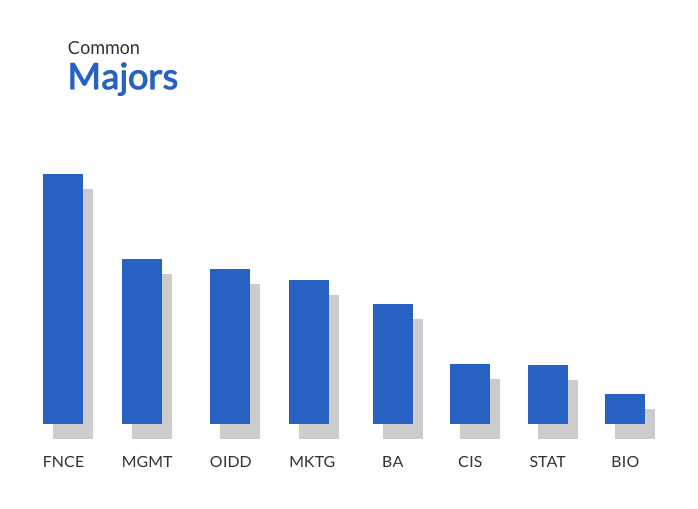 Common
Majors
FNCE MGMT OIDD MKTG BA CIS STAT BIO